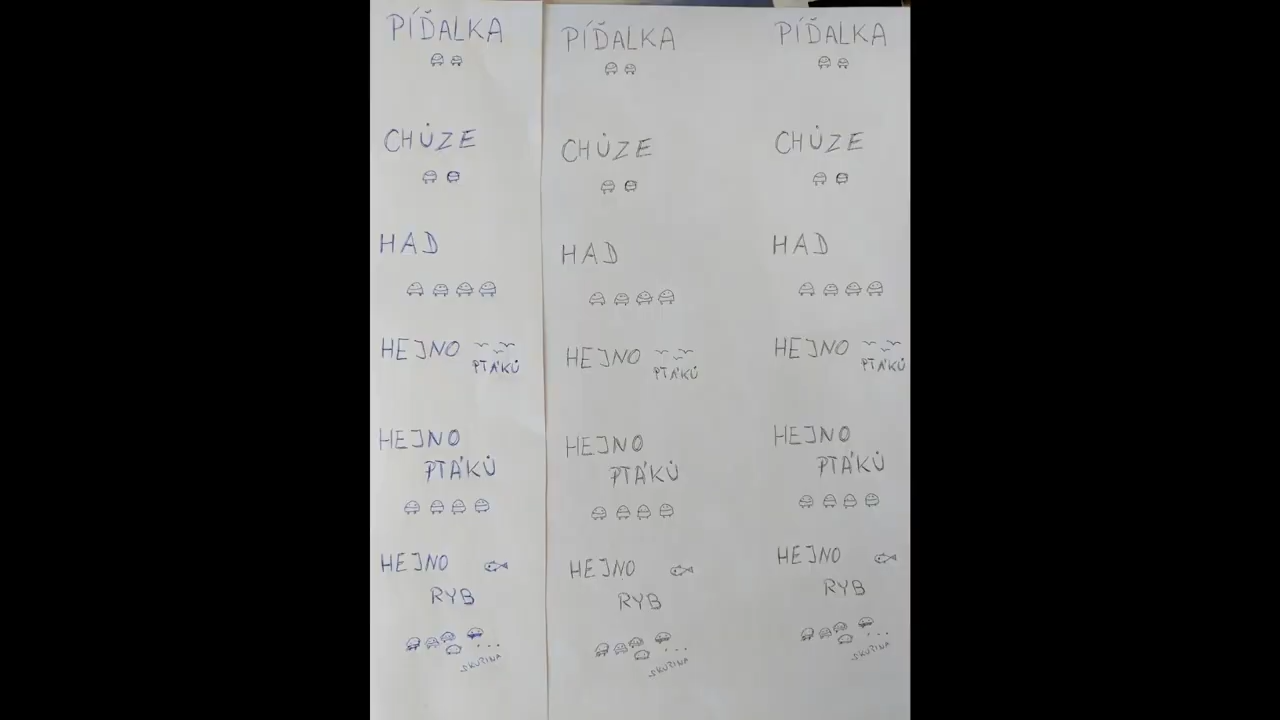 PÍĎALKA
CHŮZE
HAD
HEJNO
PTÁKŮ
HEJNO
PTÁKŮ
HEJNO
RYB
SKUPINA
PÍĎALKA
CHŮZE
HAD
HEJNO
PTÁKŮ
HEJNO
PTÁKŮ
HEJNO
RYB
SKUPINA
PÍĎALKA
CHŮZE
HAD
HEJNO
PTÁKŮ
HEJNO
PTÁKŮ
HEJNO
RYB
SKUPINA